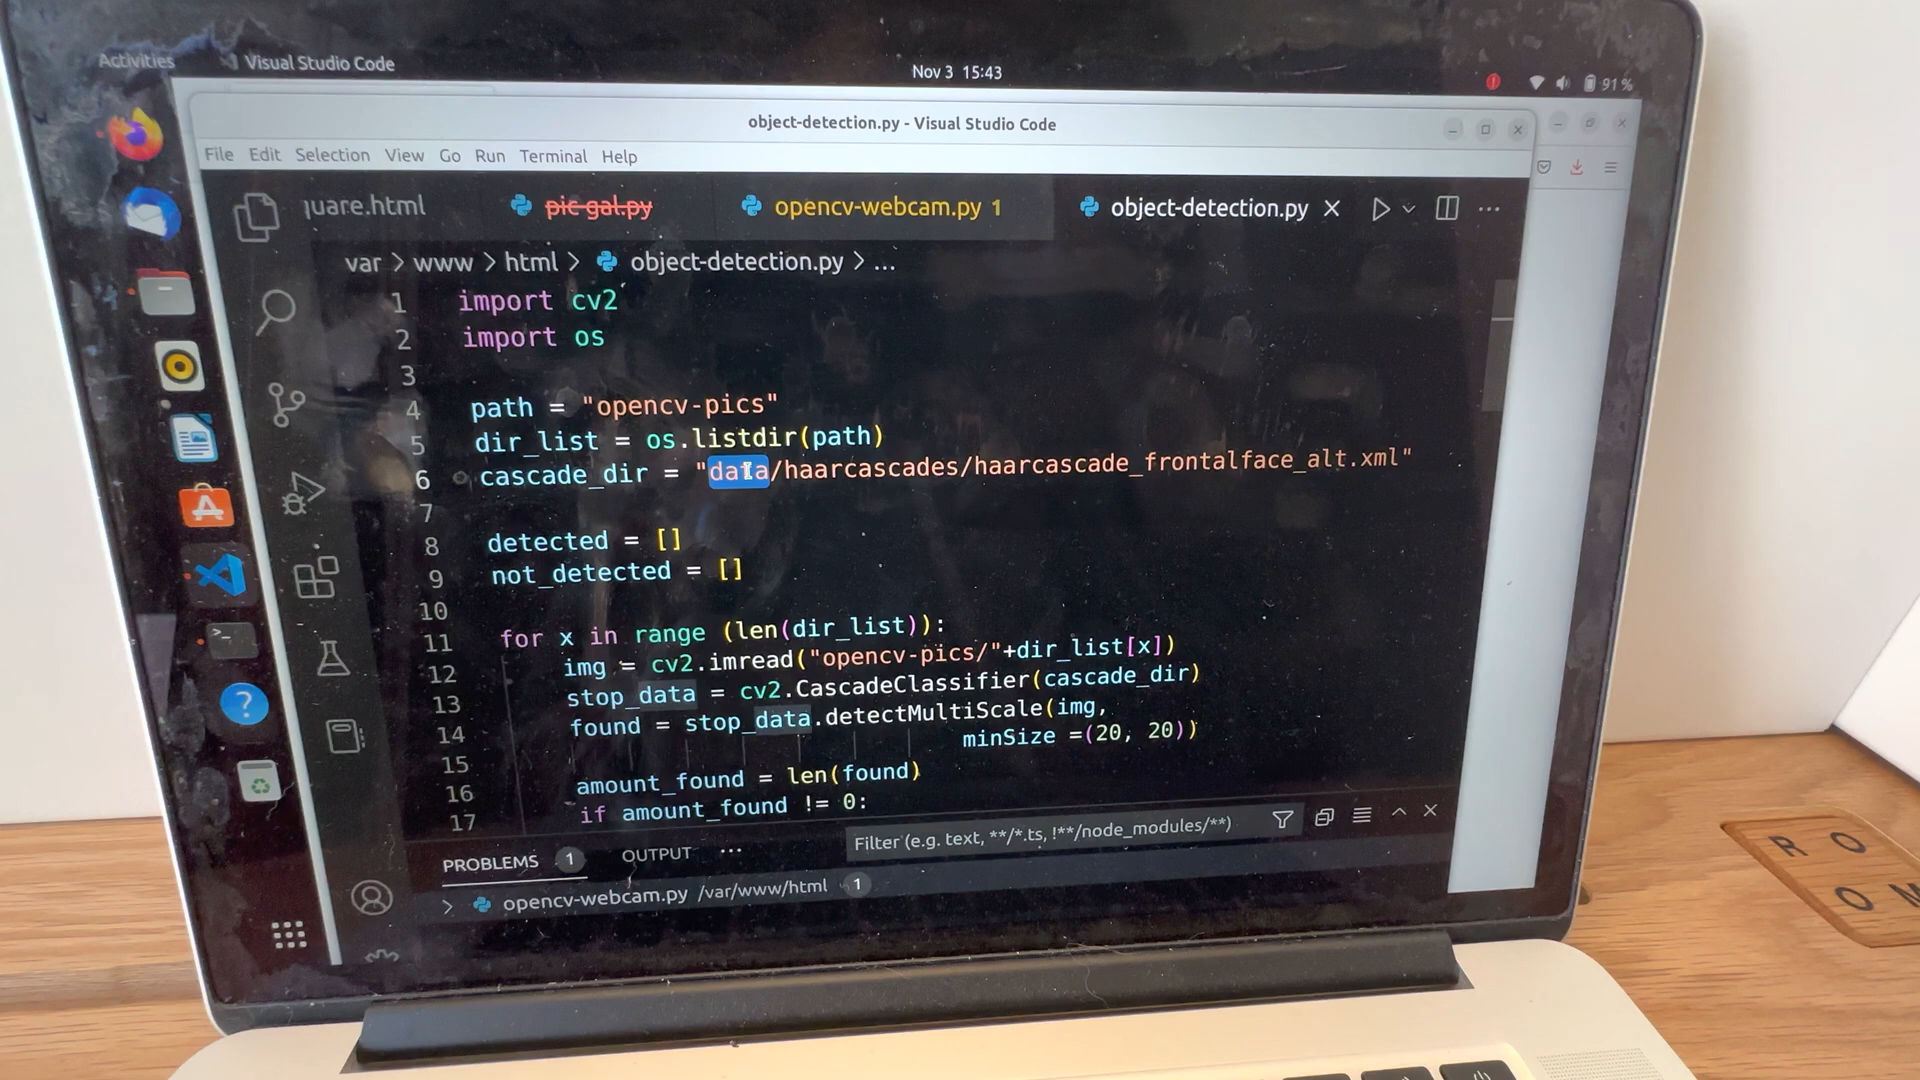 Activities
Visual Studio Code
Nov 3 15:43
91 %
object-detection.py - Visual Studio Code
File Edit Selection View Go Run Terminal Help
quare.html
pic-gal.py
opencv-webcam.py 1
object-detection.py
var > www > html > object-detection.py > ...
1 import cv2
2 import os
3
4 path = "opencv-pics"
5 dir_list = os.listdir(path)
6 cascade_dir = "data/haarcascades/haarcascade_frontalface_alt.xml"
7
8 detected = []
9 not_detected = []
10
11 for x in range (len(dir_list)):
12 img = cv2.imread("opencv-pics/"+dir_list[x])
13 stop_data = cv2.CascadeClassifier(cascade_dir)
14 found = stop_data.detectMultiScale(img,
15 minSize =(20, 20))
16 amount_found = len(found)
17 if amount_found != 0:
PROBLEMS 1 OUTPUT ...
Filter (e.g. text, **/*.ts, !**/node_modules/**)
opencv-webcam.py /var/www/html 1
R O
O M